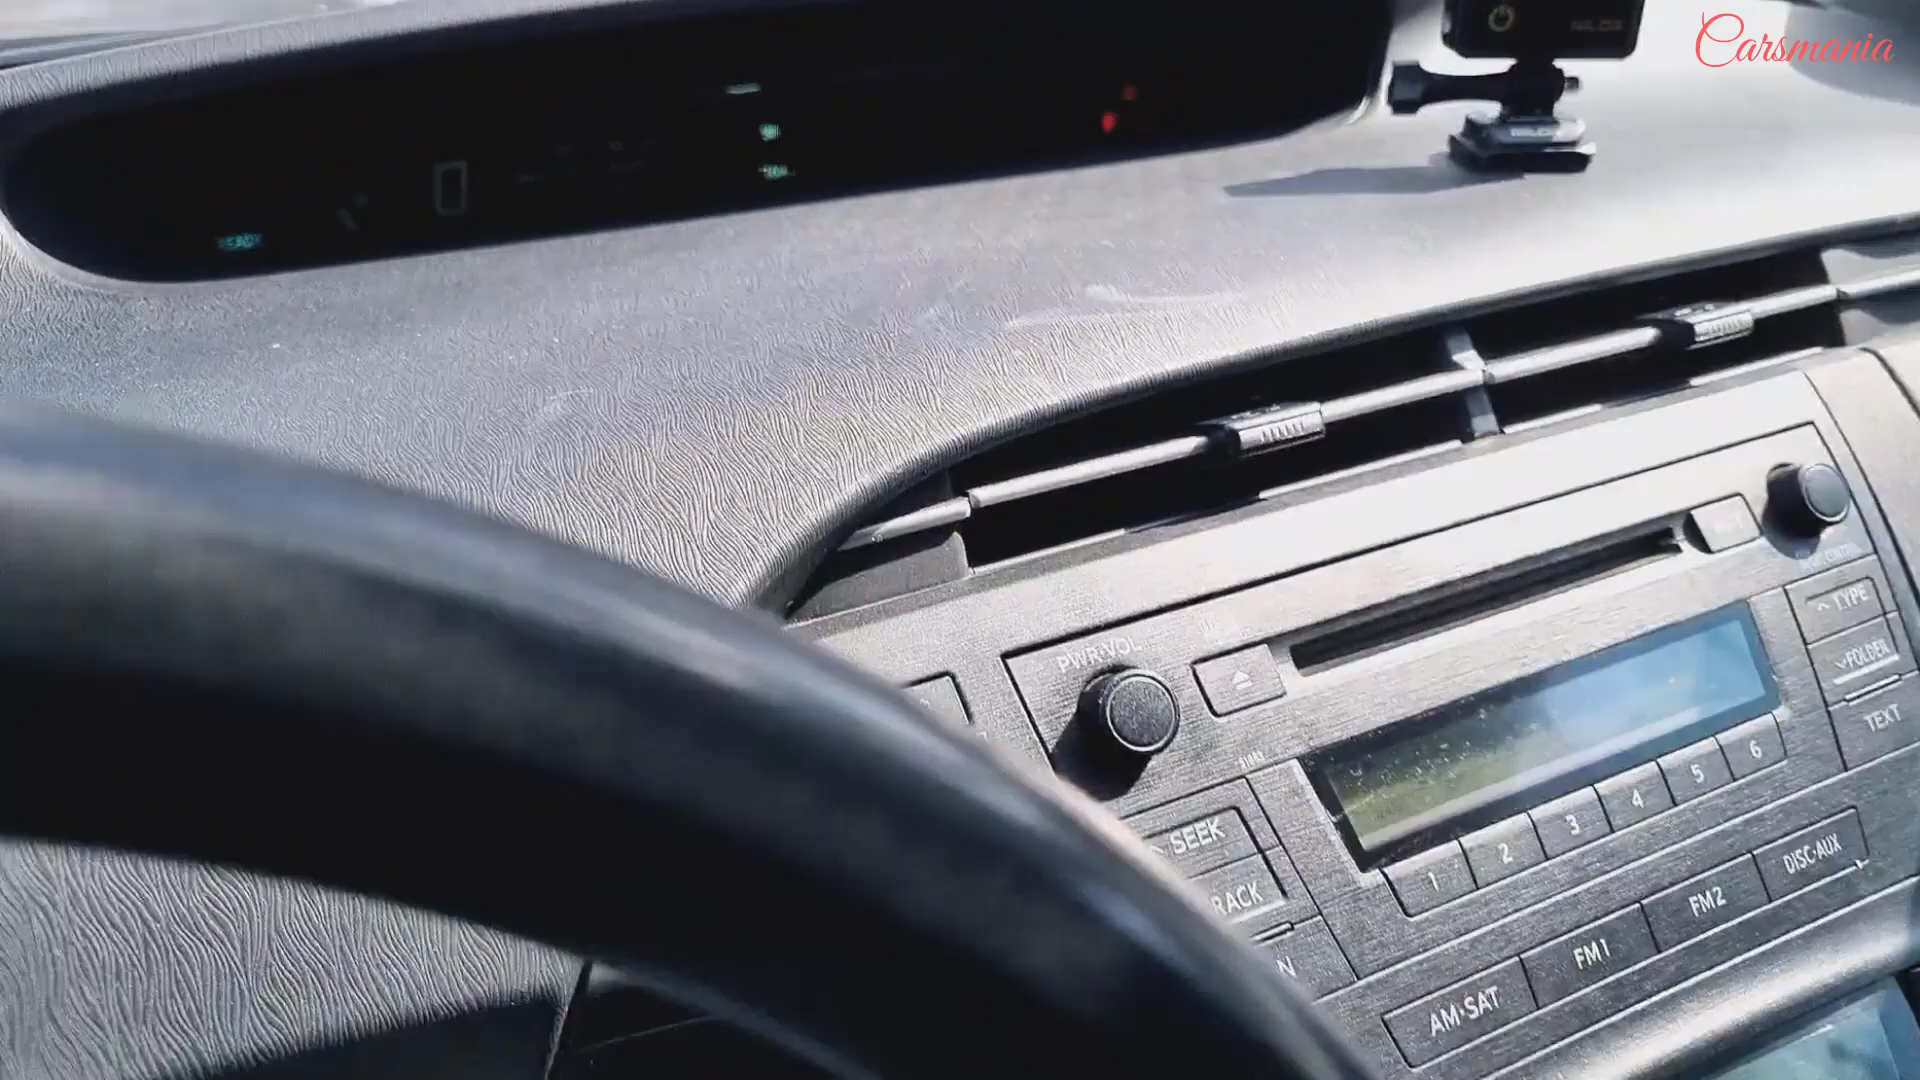 Carsmania
READY
PWR·VOL
TYPE
FOLDER
TEXT
SEEK
RACK
N
1
2
3
4
5
6
AM·SAT
FM1
FM2
DISC·AUX